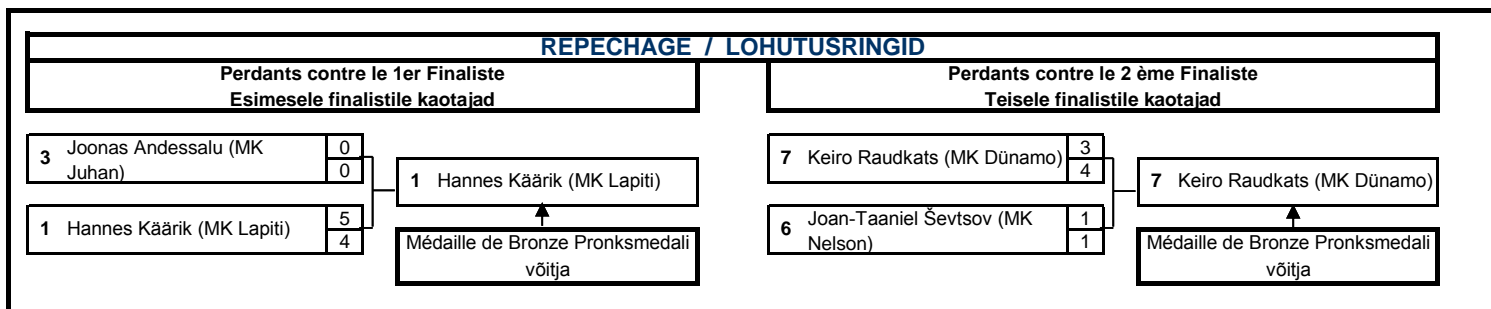 REPECHAGE / LOHUTUSRINGID
Perdants contre le 1er Finaliste
Esimesele finalistile kaotajad
Perdants contre le 2 ème Finaliste
Teisele finalistile kaotajad
3 Joonas Andessalu (MK
Juhan)
0
0
1 Hannes Käärik (MK Lapiti)
5
4
1 Hannes Käärik (MK Lapiti)
Médaille de Bronze Pronksmedali
võitja
7 Keiro Raudkats (MK Dünamo)
3
4
6 Joan-Taaniel Ševtsov (MK
Nelson)
1
1
7 Keiro Raudkats (MK Dünamo)
Médaille de Bronze Pronksmedali
võitja